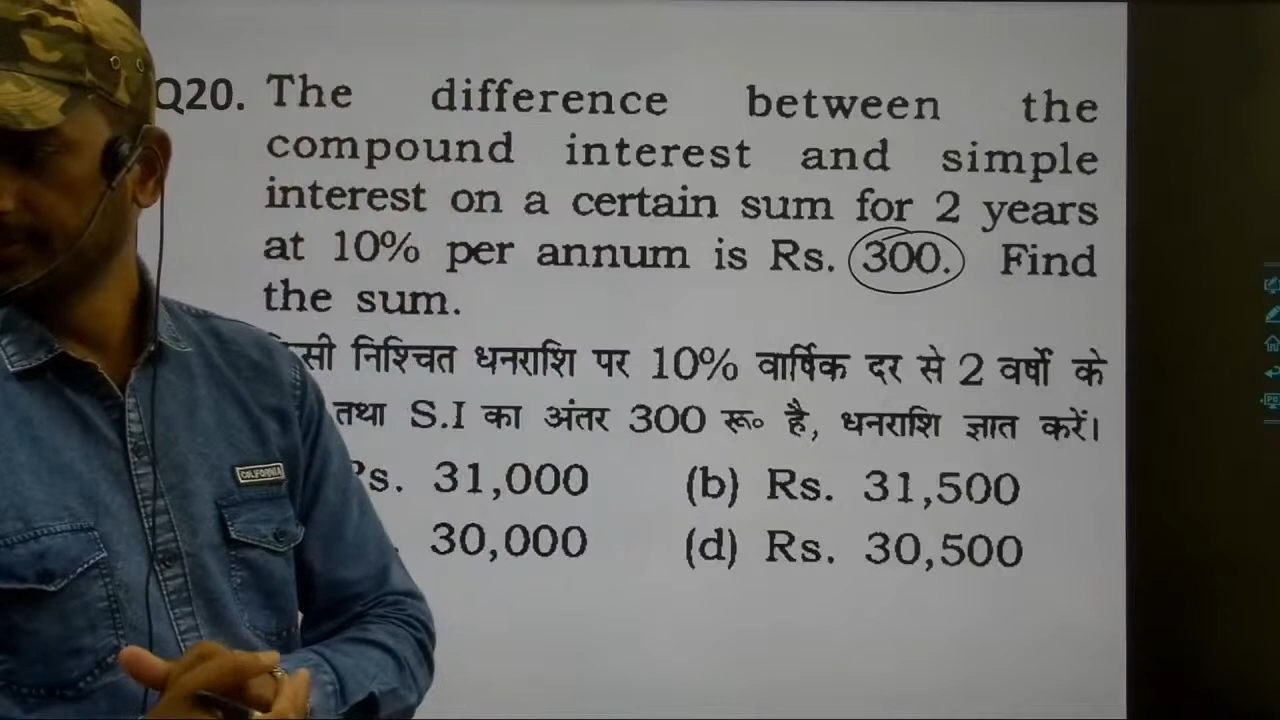 Q20. The difference between the
compound interest and simple
interest on a certain sum for 2 years
at 10% per annum is Rs. 300. Find
the sum.
निश्चित धनराशि पर 10% वार्षिक दर से 2 वर्षो के
तथा S.I का अंतर 300 रू० है, धनराशि ज्ञात करें।
31,000 (b) Rs. 31,500
30,000 (d) Rs. 30,500
CALIFORNIA